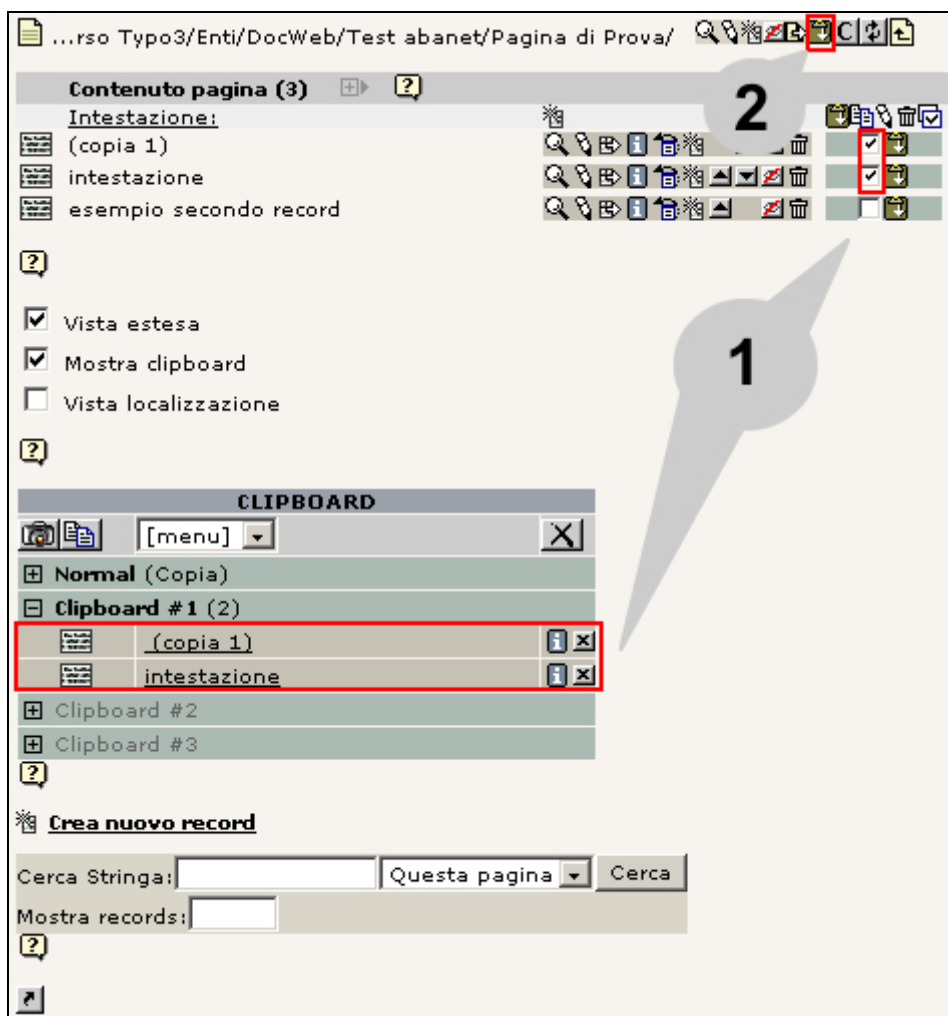 ...rso Typo3/Enti/DocWeb/Test abanet/Pagina di Prova/ C
Contenuto pagina (3) ?
2
Intestazione:
(copia 1)
intestazione
esempio secondo record
?
Vista estesa
Mostra clipboard
1
Vista localizzazione
?
CLIPBOARD
[menu]
Normal (Copia)
Clipboard #1 (2)
(copia 1)
intestazione
Clipboard #2
Clipboard #3
?
Crea nuovo record
Cerca Stringa: Questa pagina Cerca
Mostra records:
?